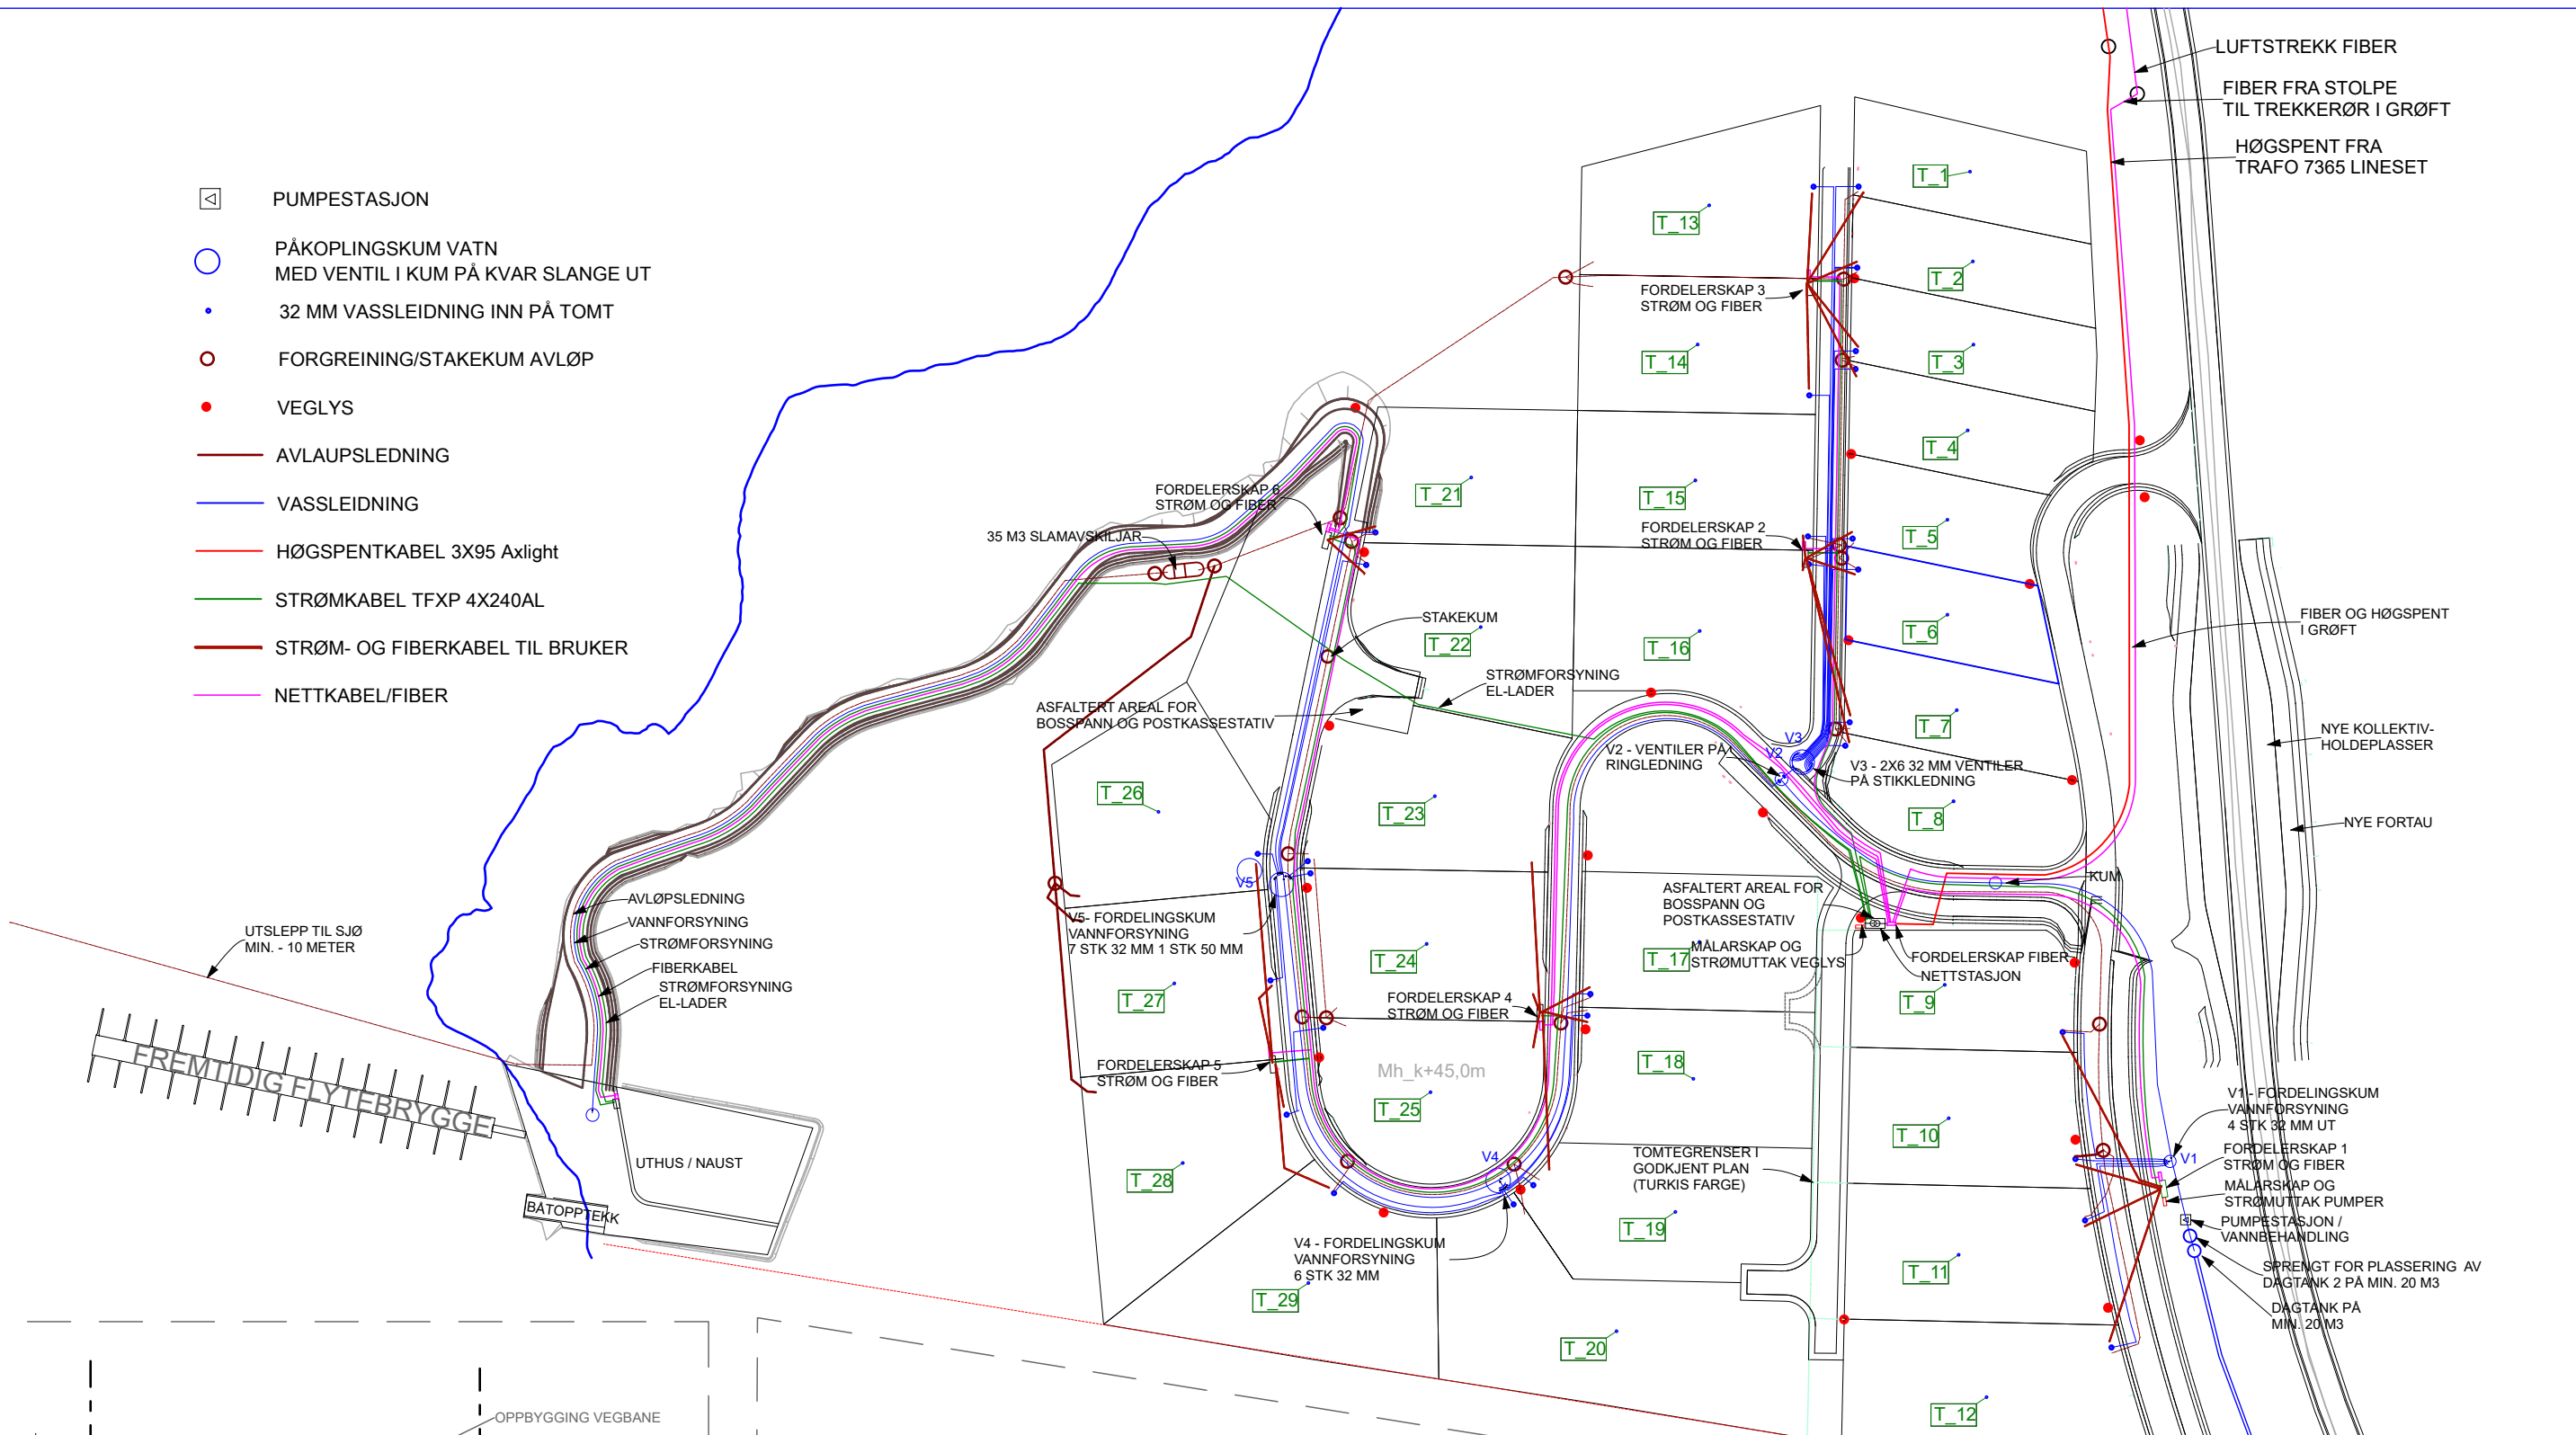 LUFTSTREKK FIBER
FIBER FRA STOLPE
TIL TREKKERØR I GRØFT
HØGSPENT FRA
TRAFO 7365 LINESET
PUMPESTASJON
PÅKOPLINGSKUM VATN
MED VENTIL I KUM PÅ KVAR SLANGE UT
32 MM VASSLEIDNING INN PÅ TOMT
FORGREINING/STAKEKUM AVLØP
VEGLYS
AVLAUPSLEDNING
VASSLEIDNING
HØGSPENTKABEL 3X95 Axlight
STRØMKABEL TFXP 4X240AL
STRØM- OG FIBERKABEL TIL BRUKER
NETTKABEL/FIBER
T_1
T_13
T_2
FORDELERSKAP 3
STRØM OG FIBER
T_14
T_3
T_4
FORDELERSKAP 6
STRØM OG FIBER
T_21
T_15
35 M3 SLAMAVSKILJAR
FORDELERSKAP 2
STRØM OG FIBER
T_5
STAKEKUM
T_22
T_16
T_6
FIBER OG HØGSPENT
I GRØFT
STRØMFORSYNING
EL-LADER
ASFALTERT AREAL FOR
BOSSPANN OG POSTKASSESTATIV
T_7
NYE KOLLEKTIV-
HOLDEPLASSER
V2 - VENTILER PÅ
RINGLEDNING
V3
V2
V3 - 2X6 32 MM VENTILER
PÅ STIKKLEDNING
T_26
T_23
T_8
NYE FORTAU
KUM
V5
ASFALTERT AREAL FOR
BOSSPANN OG
POSTKASSESTATIV
AVLØPSLEDNING
VANNFORSYNING
STRØMFORSYNING
FIBERKABEL
STRØMFORSYNING
EL-LADER
UTSLEPP TIL SJØ
MIN. - 10 METER
V5- FORDELINGSKUM
VANNFORSYNING
7 STK 32 MM 1 STK 50 MM
T_24
T_17
MÅLARSKAP OG
STRØMUTTAK VEGLYS
FORDELERSKAP FIBER
NETTSTASJON
T_27
FORDELERSKAP 4
STRØM OG FIBER
T_9
FREMTIDIG FLYTEBRYGGE
FORDELERSKAP 5
STRØM OG FIBER
Mh_k+45,0m
T_18
T_25
V1 - FORDELINGSKUM
VANNFORSYNING
4 STK 32 MM UT
T_10
UTHUS / NAUST
T_28
V4
TOMTEGRENSER I
GODKJENT PLAN
(TURKIS FARGE)
V1
FORDELERSKAP 1
STRØM OG FIBER
MÅLARSKAP OG
STRØMUTTAK PUMPER
BÅTOPPTEKK
T_19
PUMPESTASJON /
VANNBEHANDLING
V4 - FORDELINGSKUM
VANNFORSYNING
6 STK 32 MM
T_11
SPRENGT FOR PLASSERING AV
DAGTANK 2 PÅ MIN. 20 M3
T_29
DAGTANK PÅ
MIN. 20 M3
T_20
T_12
OPPBYGGING VEGBANE